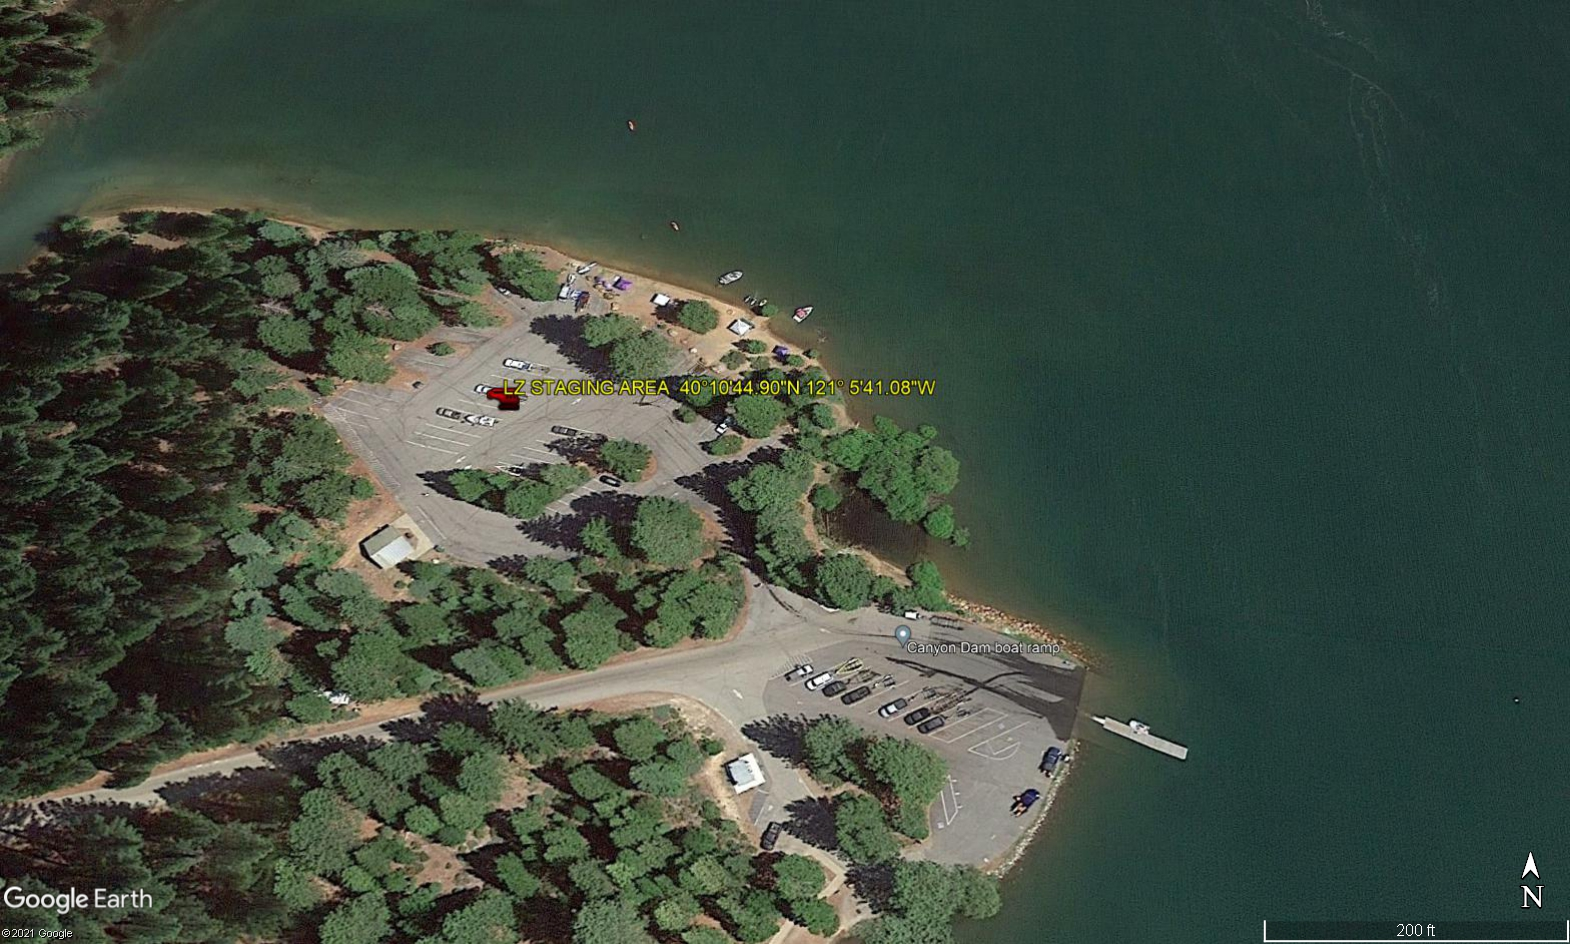 LZ STAGING AREA  40°10'44.90"N 121° 5'41.08"W
Canyon Dam boat ramp
Google Earth
N
©2021 Google
200 ft